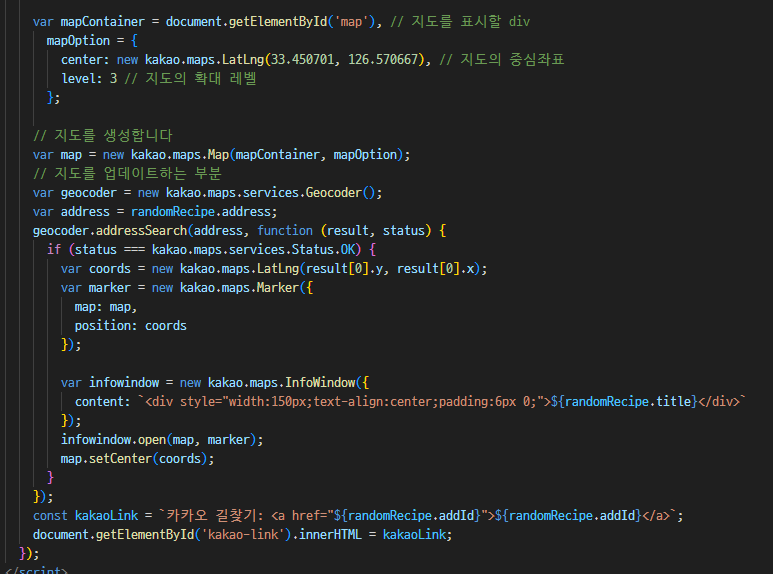 var mapContainer = document.getElementById('map'), // 지도를 표시할 div
mapOption = {
center: new kakao.maps.LatLng(33.450701, 126.570667), // 지도의 중심좌표
level: 3 // 지도의 확대 레벨
};
// 지도를 생성합니다
var map = new kakao.maps.Map(mapContainer, mapOption);
// 지도를 업데이트하는 부분
var geocoder = new kakao.maps.services.Geocoder();
var address = randomRecipe.address;
geocoder.addressSearch(address, function (result, status) {
if (status === kakao.maps.services.Status.OK) {
var coords = new kakao.maps.LatLng(result[0].y, result[0].x);
var marker = new kakao.maps.Marker({
map: map,
position: coords
});
var infowindow = new kakao.maps.InfoWindow({
content: `<div style="width:150px;text-align:center;padding:6px 0;">${randomRecipe.title}</div>`
});
infowindow.open(map, marker);
map.setCenter(coords);
}
});
const kakaoLink = `카카오 길찾기: <a href="${randomRecipe.addId}">${randomRecipe.addId}</a>`;
document.getElementById('kakao-link').innerHTML = kakaoLink;
});
</script>